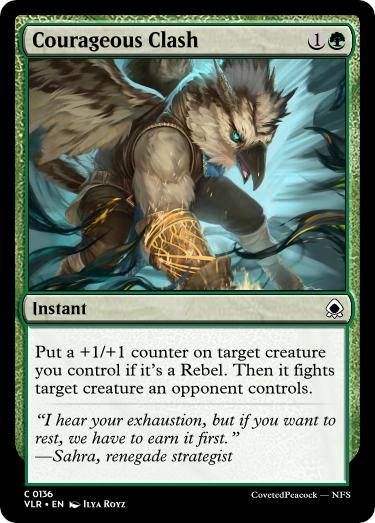 Courageous Clash 1
Instant
Put a +1/+1 counter on target creature
you control if it's a Rebel. Then it fights
target creature an opponent controls.
“I hear your exhaustion, but if you want to
rest, we have to earn it first.”
—Sahra, renegade strategist
C 0136
VLR • EN Ilya Royz CovetedPeacock — NFS